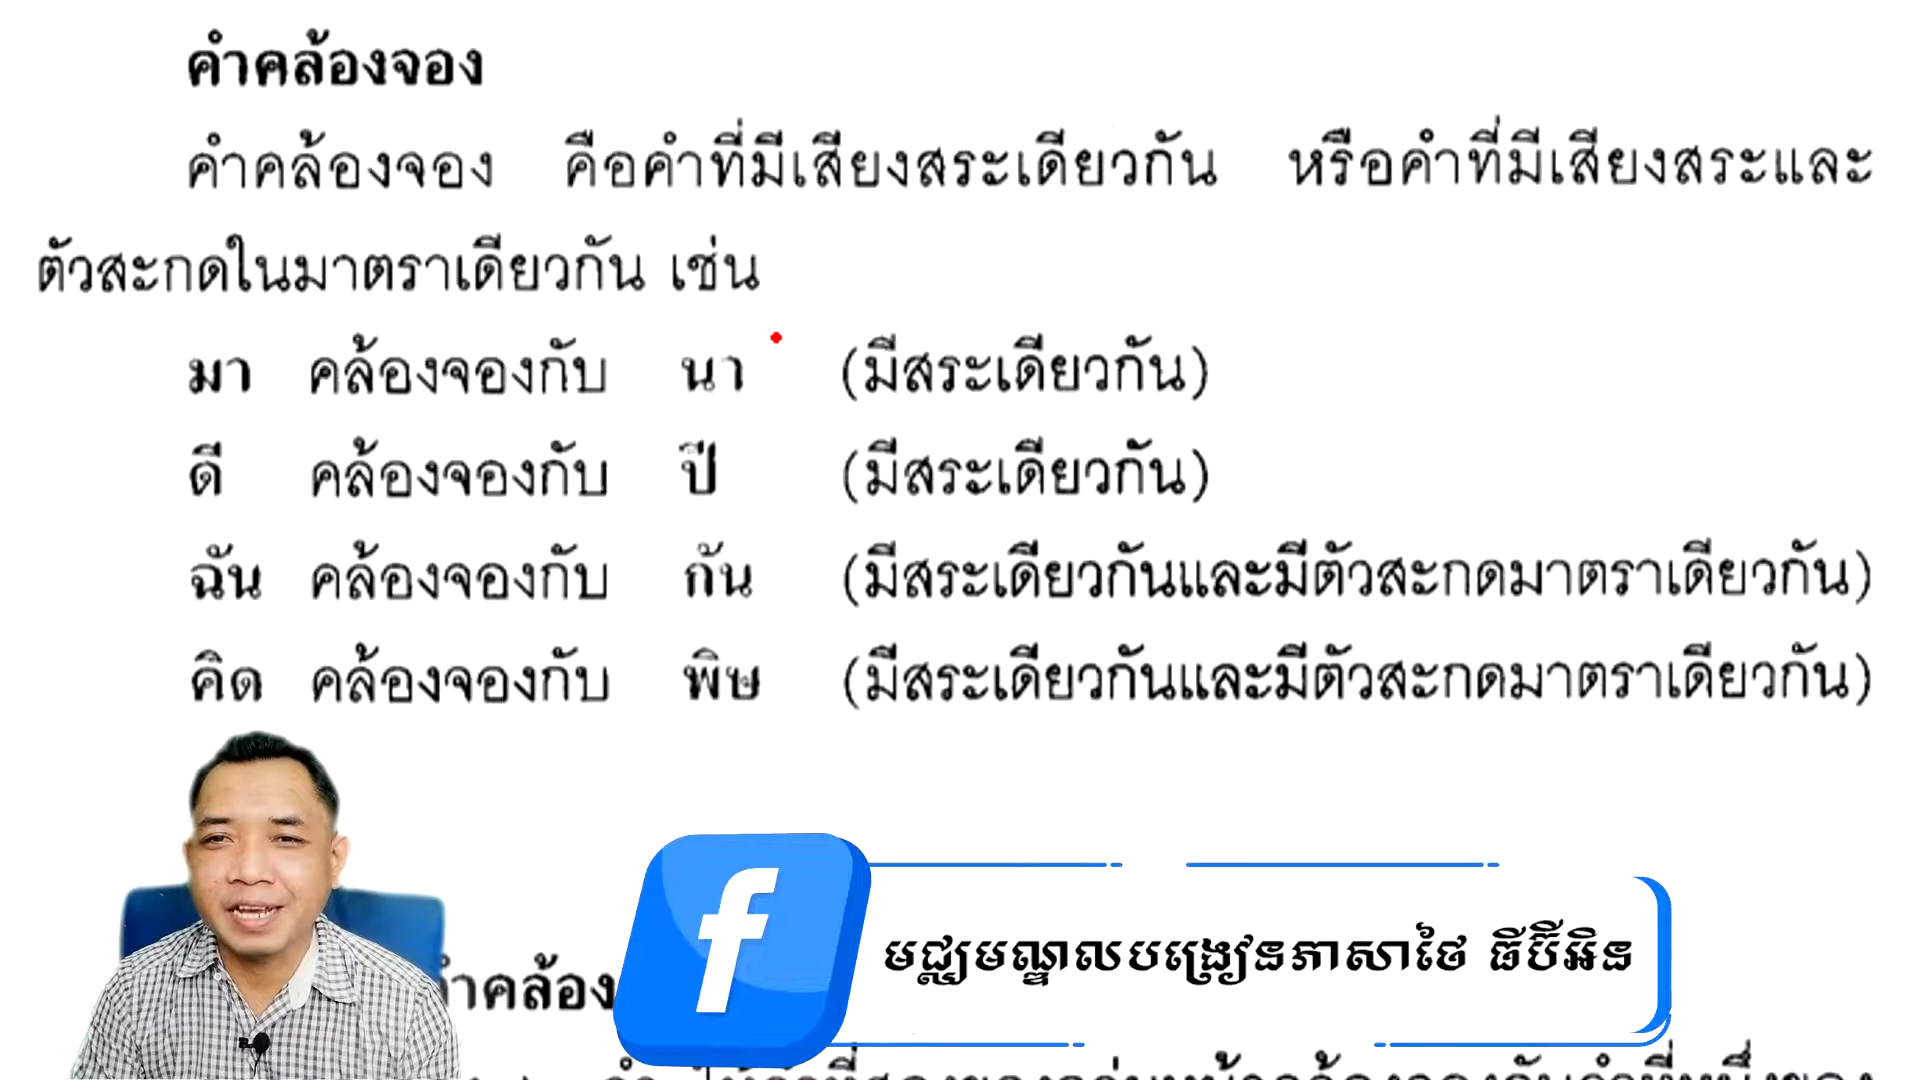 คำคล้องจอง
คำคล้องจอง คือคำที่มีเสียงสระเดียวกัน หรือคำที่มีเสียงสระและ
ตัวสะกดในมาตราเดียวกัน เช่น
มา คล้องจองกับ นา (มีสระเดียวกัน)
ดี คล้องจองกับ ปี (มีสระเดียวกัน)
ฉัน คล้องจองกับ กัน (มีสระเดียวกันและมีตัวสะกดมาตราเดียวกัน)
คิด คล้องจองกับ พิษ (มีสระเดียวกันและมีตัวสะกดมาตราเดียวกัน)
คำคล้อง
មជ្ឈមណ្ឌលបង្រៀនភាសាថៃ ធីប៊ីអិន